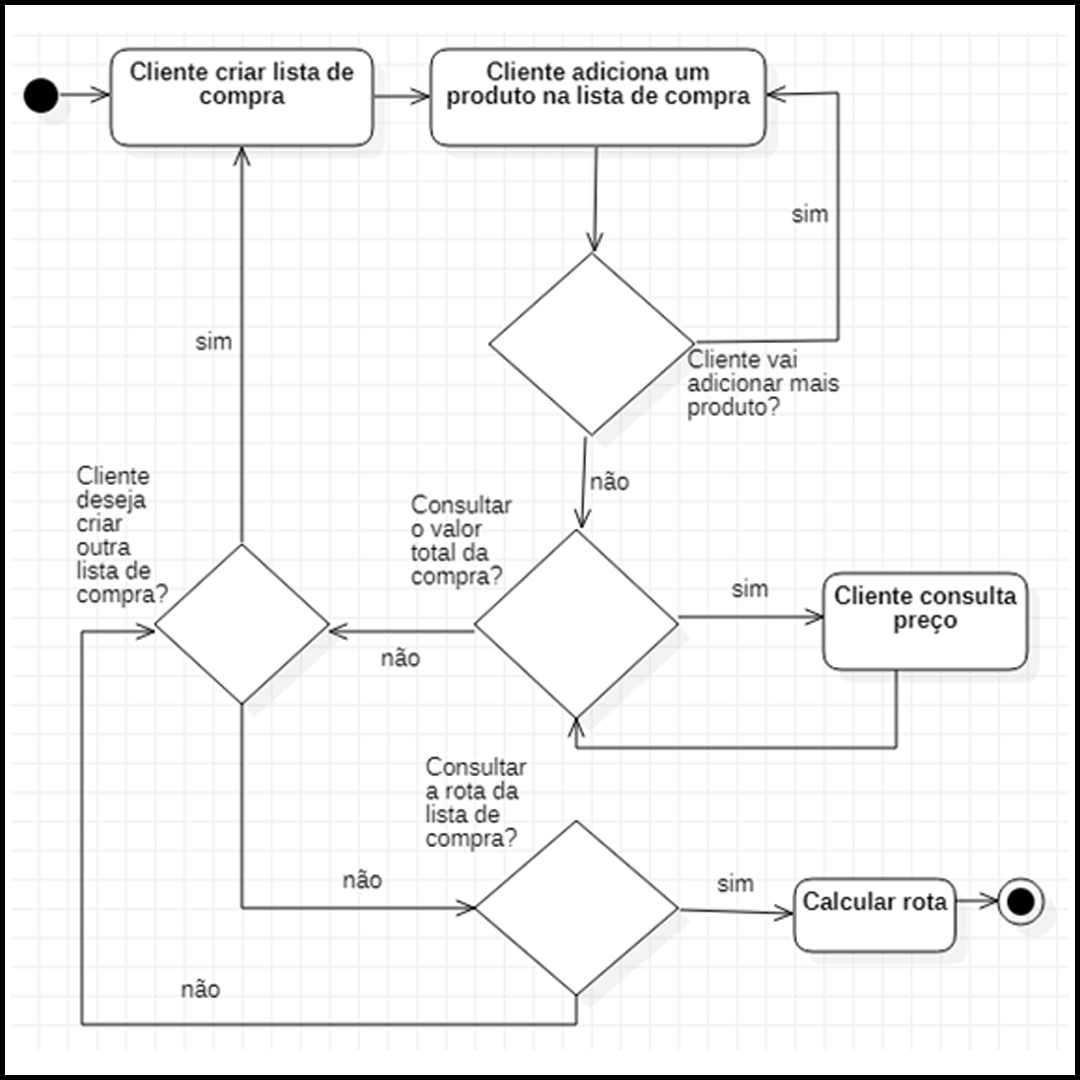 Cliente criar lista de
compra
Cliente adiciona um
produto na lista de compra
sim
sim
Cliente vai
adicionar mais
produto?
não
Cliente
deseja
criar
outra
lista de
compra?
Consultar
o valor
total da
compra?
sim
Cliente consulta
preço
não
Consultar
a rota da
lista de
compra?
não
sim
Calcular rota
não